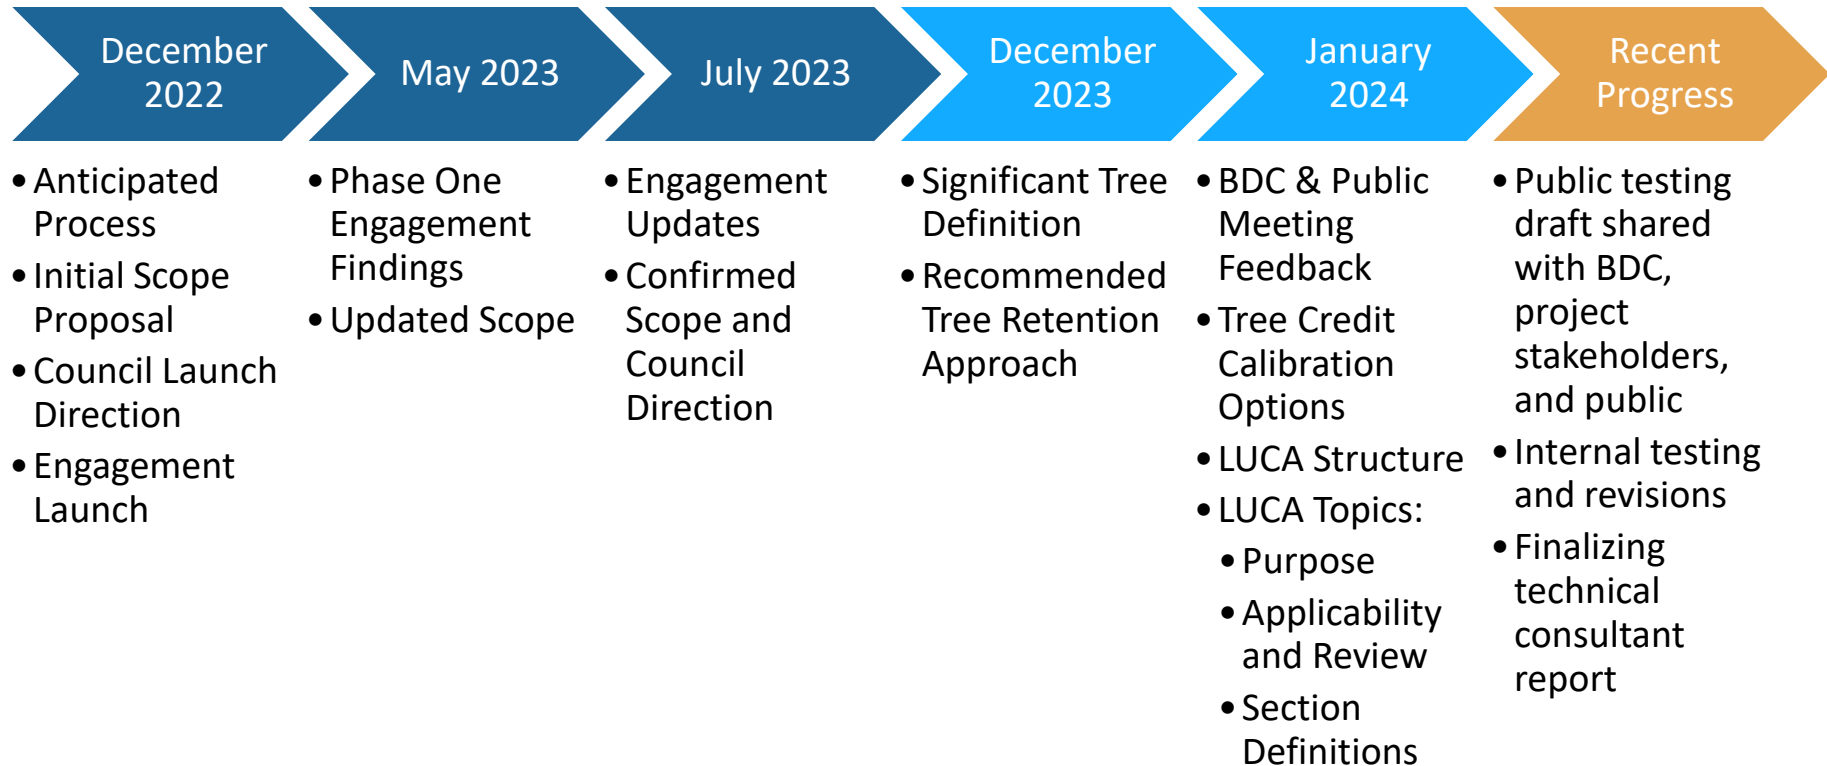 December
2022
• Anticipated
Process
• Initial Scope
Proposal
• Council Launch
Direction
• Engagement
Launch
May 2023
• Phase One
Engagement
Findings
• Updated Scope
July 2023
• Engagement
Updates
• Confirmed
Scope and
Council
Direction
December
2023
• Significant Tree
Definition
• Recommended
Tree Retention
Approach
January
2024
• BDC & Public
Meeting
Feedback
• Tree Credit
Calibration
Options
• LUCA Structure
• LUCA Topics:
• Purpose
• Applicability
and Review
• Section
Definitions
Recent
Progress
• Public testing
draft shared
with BDC,
project
stakeholders,
and public
• Internal testing
and revisions
• Finalizing
technical
consultant
report